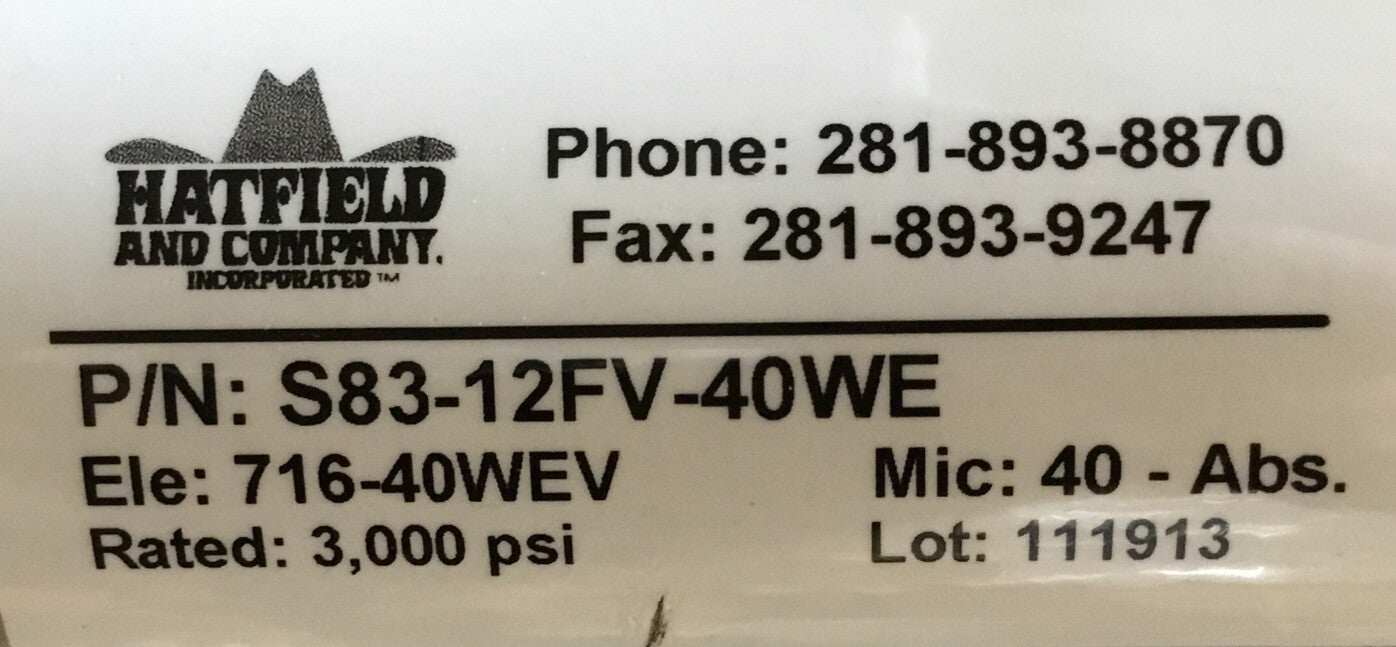 HATFIELD
AND COMPANY.
INCORPORATED™
Phone: 281-893-8870
Fax: 281-893-9247
P/N: S83-12FV-40WE
Ele: 716-40WEV
Mic: 40 - Abs.
Rated: 3,000 psi
Lot: 111913